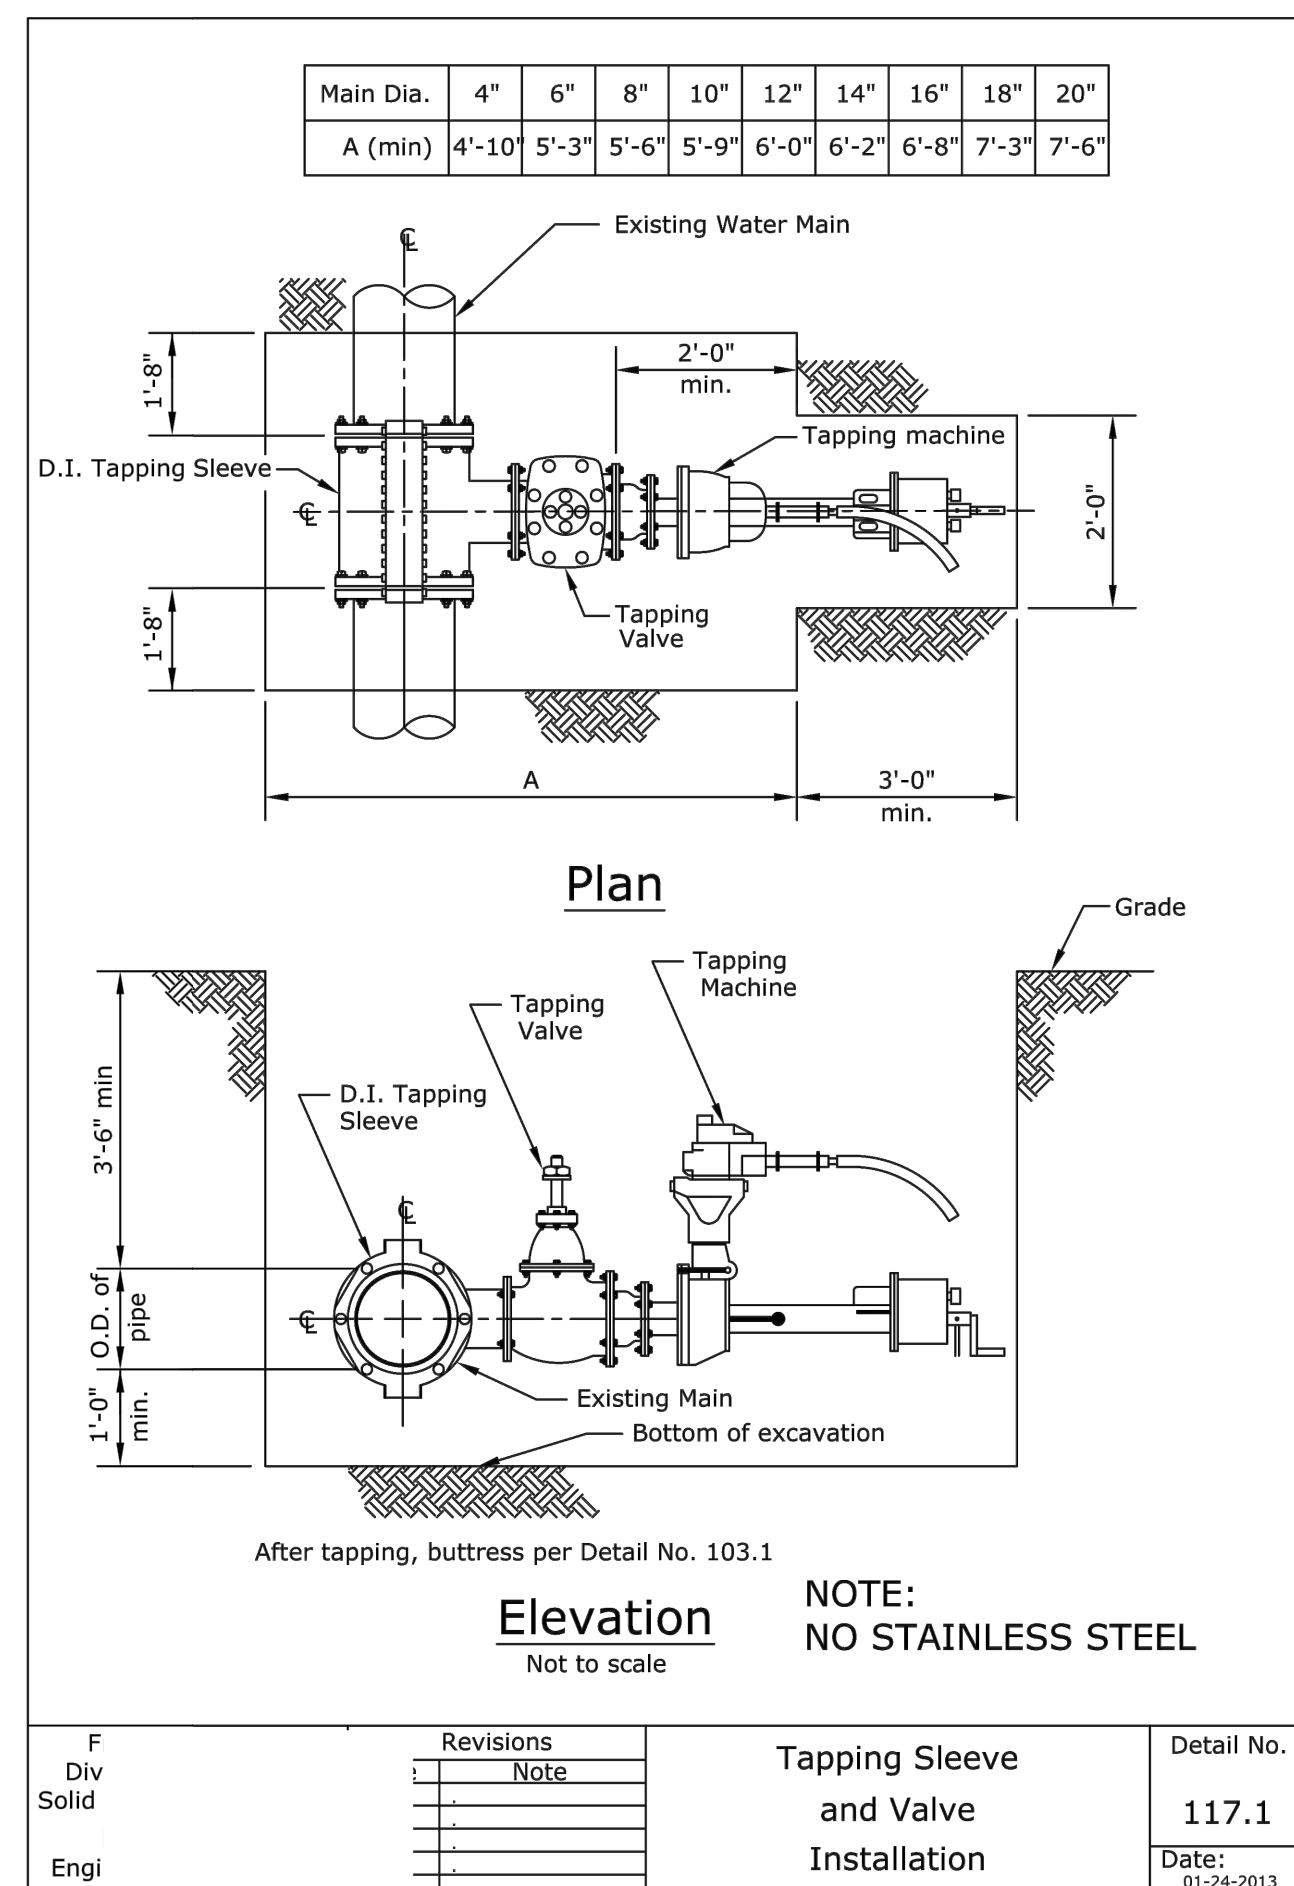 Main Dia. 4" 6" 8" 10" 12" 14" 16" 18" 20"
A (min) 4'-10" 5'-3" 5'-6" 5'-9" 6'-0" 6'-2" 6'-8" 7'-3" 7'-6"
℄
Existing Water Main
1'-8"
2'-0"
min.
Tapping machine
D.I. Tapping Sleeve
℄
2'-0"
1'-8"
Tapping
Valve
A
3'-0"
min.
Plan
Grade
Tapping
Machine
Tapping
Valve
3'-6" min
D.I. Tapping
Sleeve
℄
O.D. of
pipe
℄
1'-0"
min.
Existing Main
Bottom of excavation
After tapping, buttress per Detail No. 103.1
Elevation
Not to scale
NOTE:
NO STAINLESS STEEL
Div
Solid
Engi
Revisions
Note
Tapping Sleeve
and Valve
Installation
Detail No.
117.1
Date:
01-24-2013